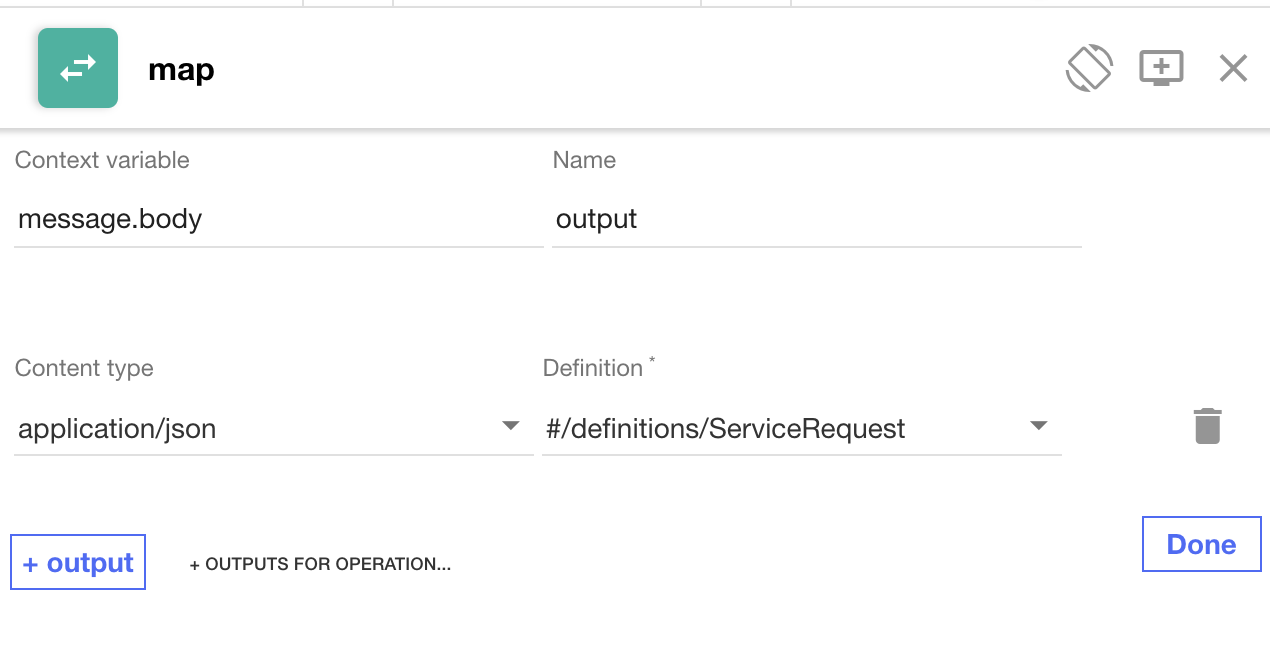 map
Context variable
Name
message.body
output
Content type
Definition *
application/json
#/definitions/ServiceRequest
+ output
+ OUTPUTS FOR OPERATION...
Done